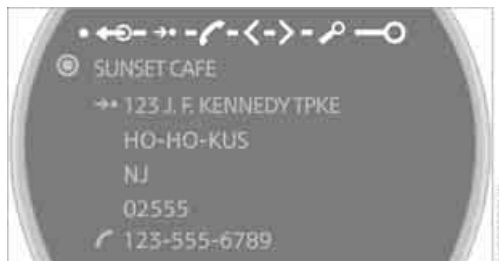 SUNSET CAFE
123 J. F. KENNEDY TPKE
HO-HO-KUS
NJ
02555
123-555-6789